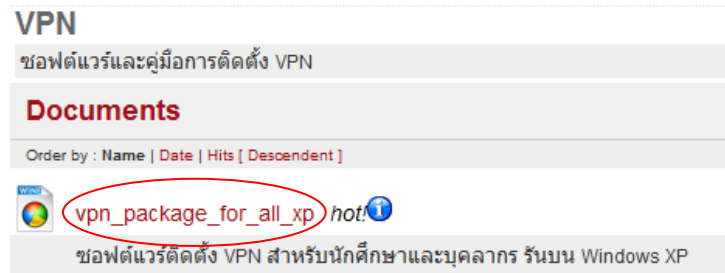 VPN
ซอฟต์แวร์และคู่มือการติดตั้ง VPN
Documents
Order by : Name | Date | Hits [ Descendent ]
WINE
vpn_package_for_all_xp hot!
ซอฟต์แวร์ติดตั้ง VPN สำหรับนักศึกษาและบุคลากร รันบน Windows XP